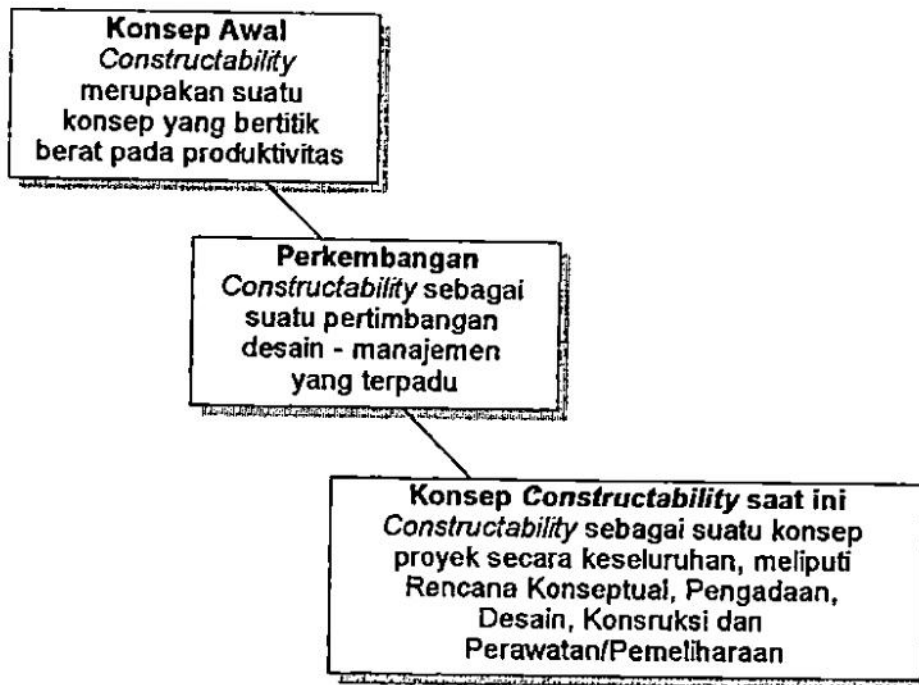 Konsep Awal
Constructability
merupakan suatu
konsep yang bertitik
berat pada produktivitas
Perkembangan
Constructability sebagai
suatu pertimbangan
desain - manajemen
yang terpadu
Konsep Constructability saat ini
Constructability sebagai suatu konsep
proyek secara keseluruhan, meliputi
Rencana Konseptual, Pengadaan,
Desain, Konsruksi dan
Perawatan/Pemeliharaan